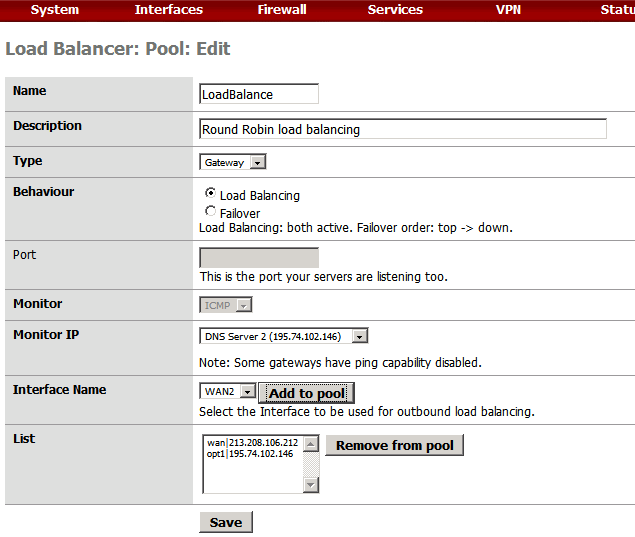 System Interfaces Firewall Services VPN Statu
Load Balancer: Pool: Edit
Name LoadBalance
Description Round Robin load balancing
Type Gateway
Behaviour Load Balancing
Failover
Load Balancing: both active. Failover order: top -> down.
Port
This is the port your servers are listening too.
Monitor ICMP
Monitor IP DNS Server 2 (195.74.102.146)
Note: Some gateways have ping capability disabled.
Interface Name WAN2 Add to pool
Select the Interface to be used for outbound load balancing.
List wan|213.208.106.212 Remove from pool
opt1|195.74.102.146
Save